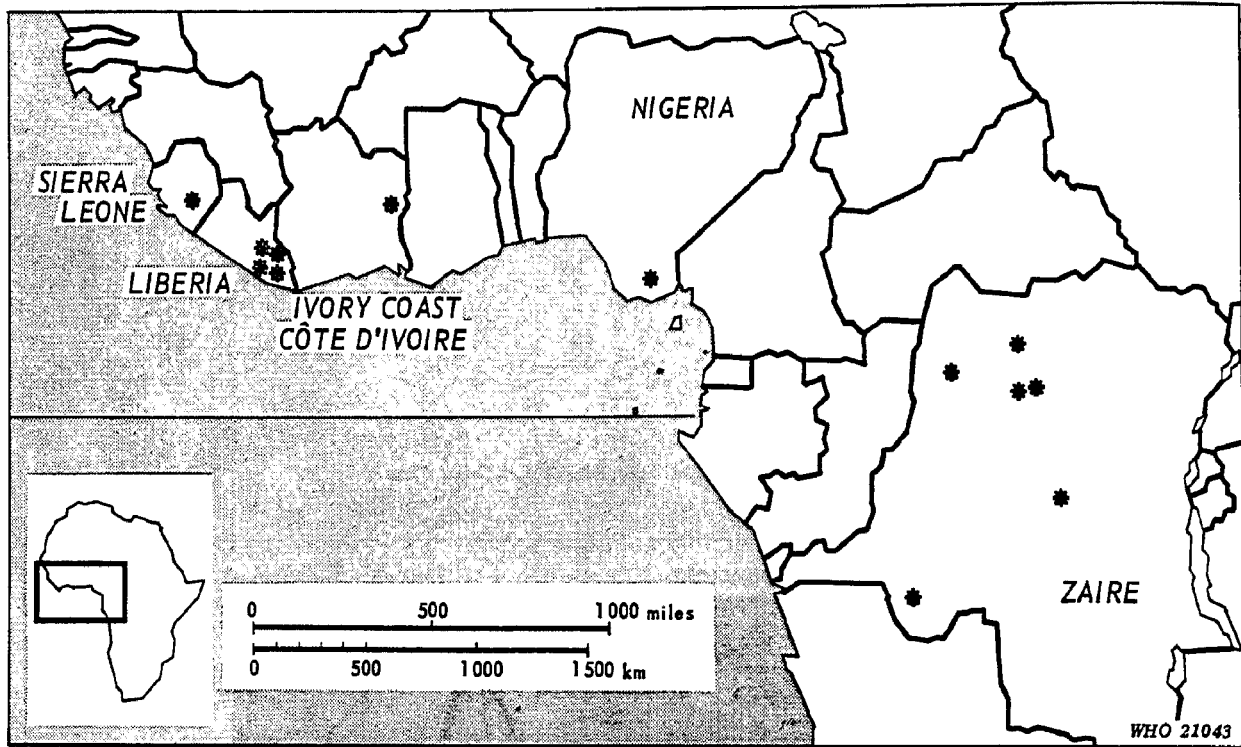 NIGERIA
SIERRA
LEONE
LIBERIA
IVORY COAST
CÔTE D'IVOIRE
ZAIRE
0 500 1000 miles
0 500 1000 1500 km
WHO 21043